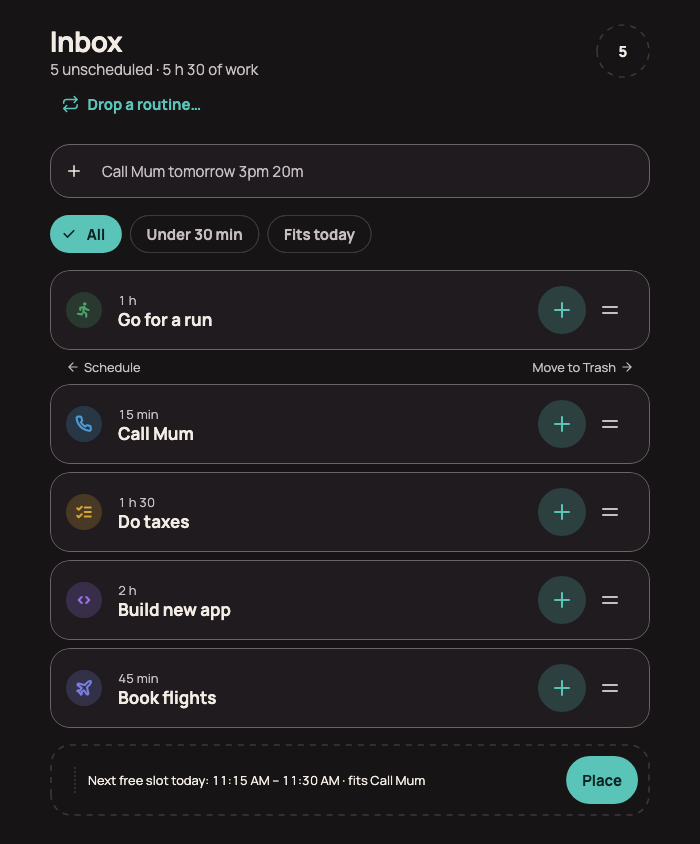 Inbox
5 unscheduled · 5 h 30 of work
5
Drop a routine...
Call Mum tomorrow 3pm 20m
All
Under 30 min
Fits today
1 h
Go for a run
Schedule
Move to Trash
15 min
Call Mum
1 h 30
Do taxes
2 h
Build new app
45 min
Book flights
Next free slot today: 11:15 AM – 11:30 AM · fits Call Mum
Place